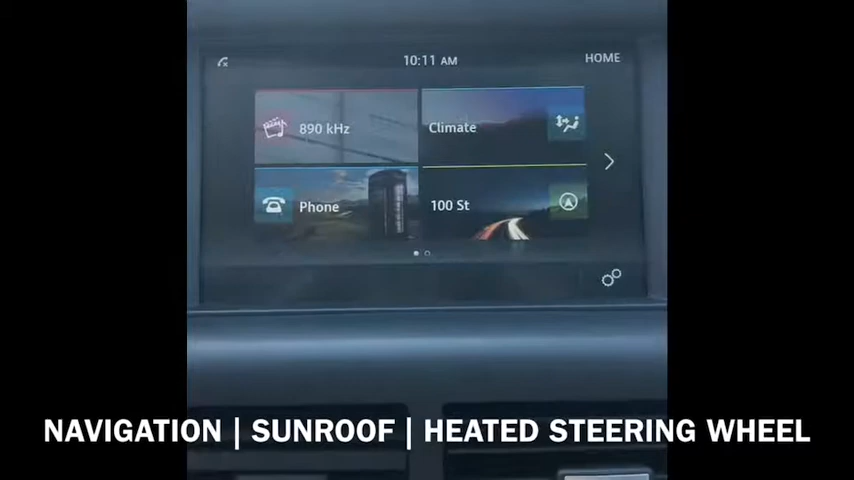 10:11 AM
HOME
890 kHz
Climate
Phone
100 St
NAVIGATION | SUNROOF | HEATED STEERING WHEEL